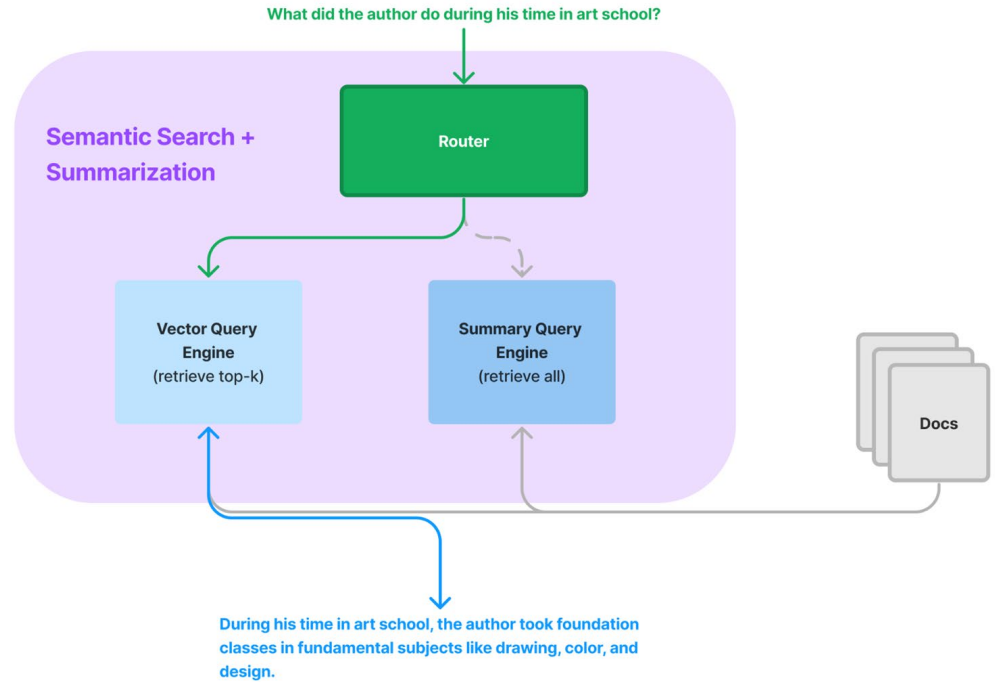 What did the author do during his time in art school?
Semantic Search +
Summarization
Router
Vector Query
Engine
(retrieve top-k)
Summary Query
Engine
(retrieve all)
Docs
During his time in art school, the author took foundation
classes in fundamental subjects like drawing, color, and
design.